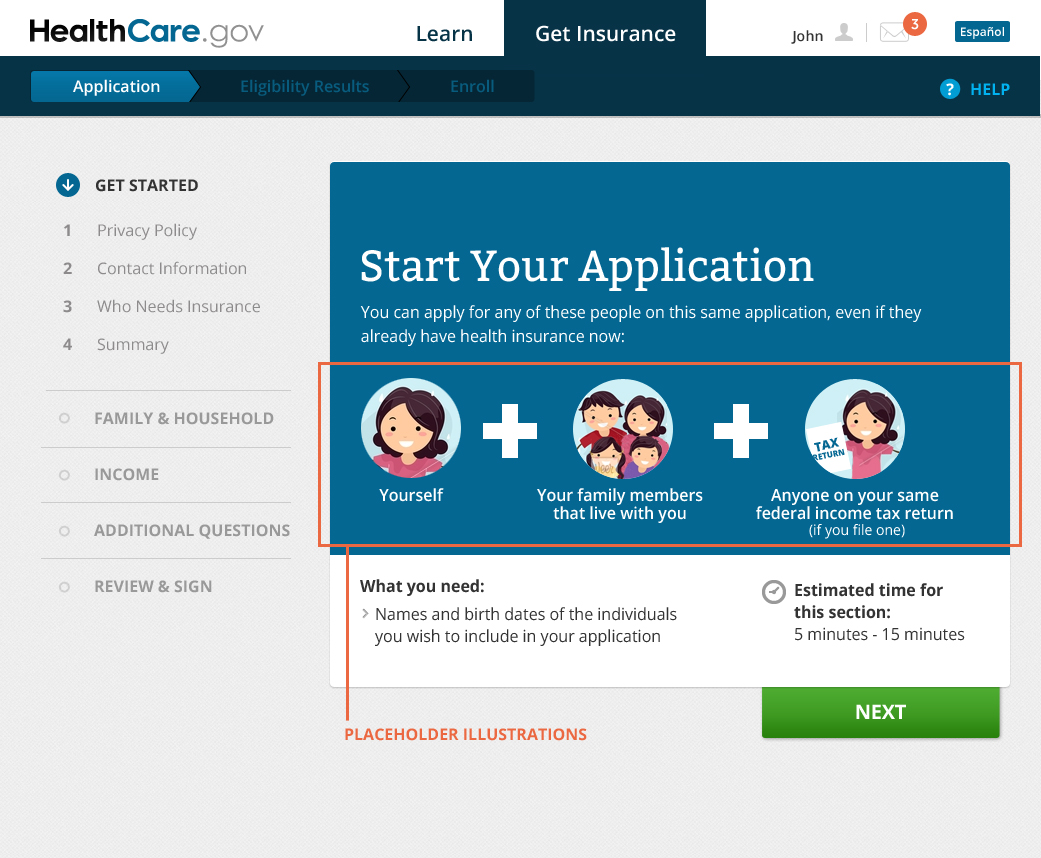 HealthCare.gov
Learn
Get Insurance
John
3
Español
Application
Eligibility Results
Enroll
? HELP
GET STARTED
1 Privacy Policy
2 Contact Information
3 Who Needs Insurance
4 Summary
FAMILY & HOUSEHOLD
INCOME
ADDITIONAL QUESTIONS
REVIEW & SIGN
Start Your Application
You can apply for any of these people on this same application, even if they
already have health insurance now:
TAX
RETURN
Yourself
Your family members
that live with you
Anyone on your same
federal income tax return
(if you file one)
What you need:
Names and birth dates of the individuals
you wish to include in your application
Estimated time for
this section:
5 minutes - 15 minutes
NEXT
PLACEHOLDER ILLUSTRATIONS